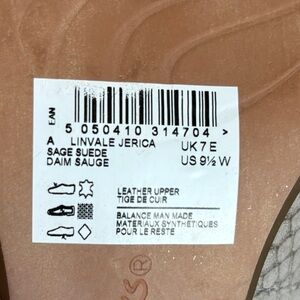 EAN
5 050410 314704 >
A LINVALE JERICA UK 7 E
SAGE SUEDE US 9½ W
DAIM SAUGE
LEATHER UPPER
TIGE DE CUIR
BALANCE MAN MADE
MATERIAUX SYNTHÉTIQUES
POUR LE RESTE